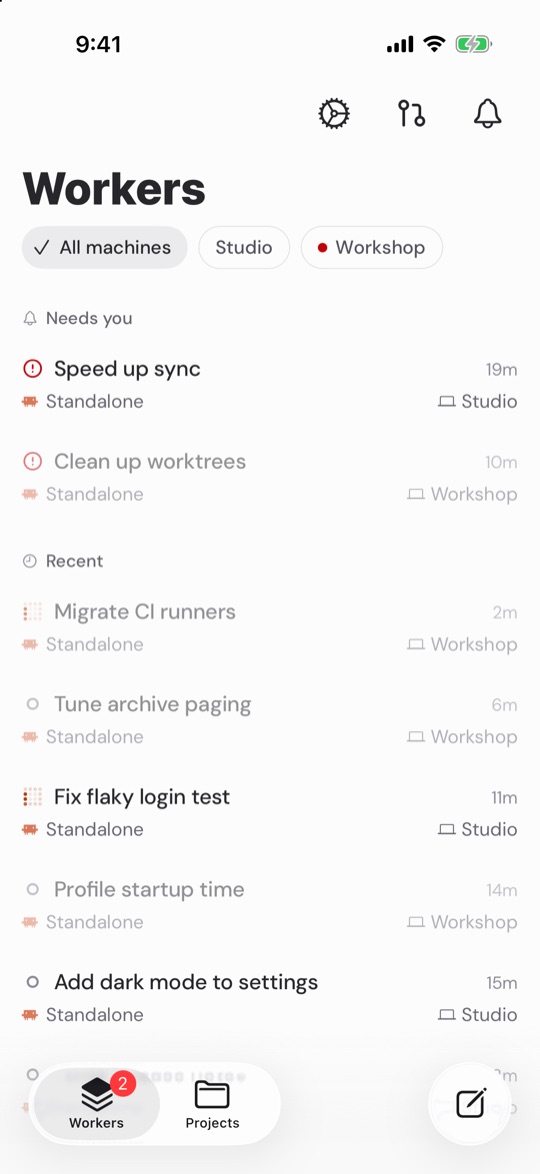 9:41
Workers
All machines
Studio
Workshop
Needs you
Speed up sync 19m
Standalone Studio
Clean up worktrees 10m
Standalone Workshop
Recent
Migrate CI runners 2m
Standalone Workshop
Tune archive paging 6m
Standalone Workshop
Fix flaky login test 11m
Standalone Studio
Profile startup time 14m
Standalone Workshop
Add dark mode to settings 15m
Standalone Studio
2
Workers
Projects